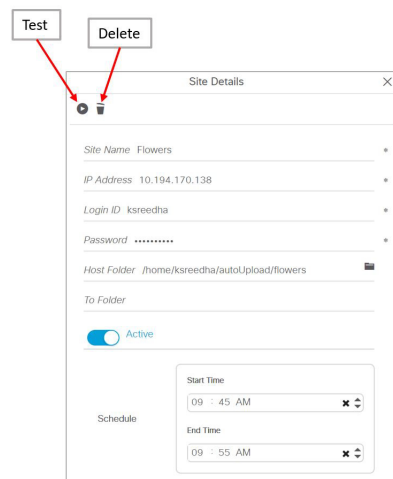 Test
Delete
Site Details
Site Name Flowers
IP Address 10.194.170.138
Login ID ksreedha
Password ••••••••••
Host Folder /home/ksreedha/autoUpload/flowers
To Folder
Active
Schedule
Start Time
09 : 45 AM
End Time
09 : 55 AM